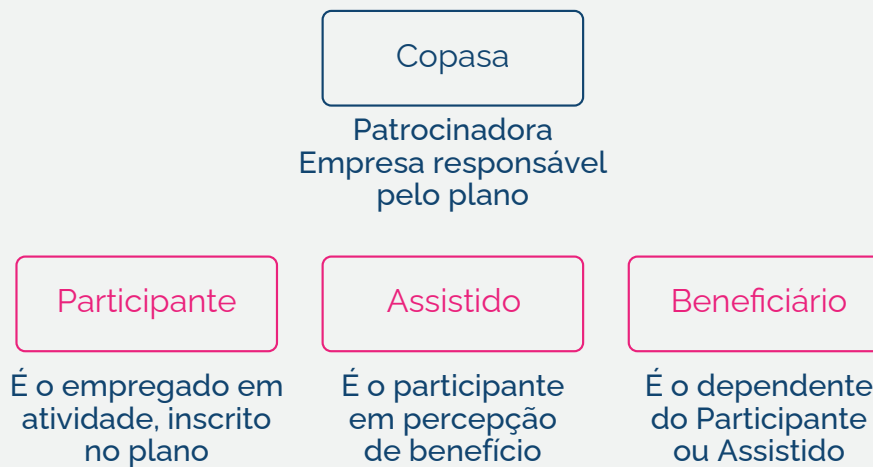 Copasa
Patrocinadora
Empresa responsável
pelo plano
Participante
Assistido
Beneficiário
É o empregado em
atividade, inscrito
no plano
É o participante
em percepção
de benefício
É o dependente
do Participante
ou Assistido